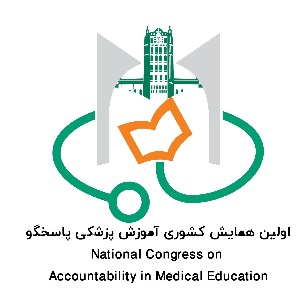 اولین همایش کشوری آموزش پزشکی پاسخگو
National Congress on
Accountability in Medical Education